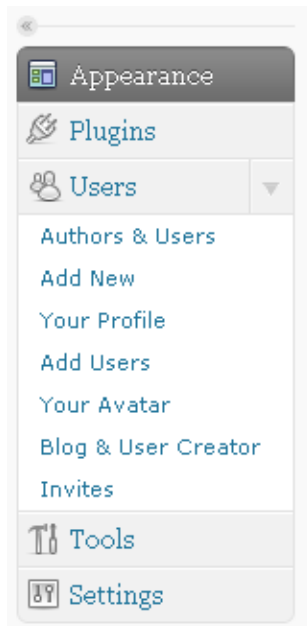 Appearance
Plugins
Users
Authors & Users
Add New
Your Profile
Add Users
Your Avatar
Blog & User Creator
Invites
Tools
Settings